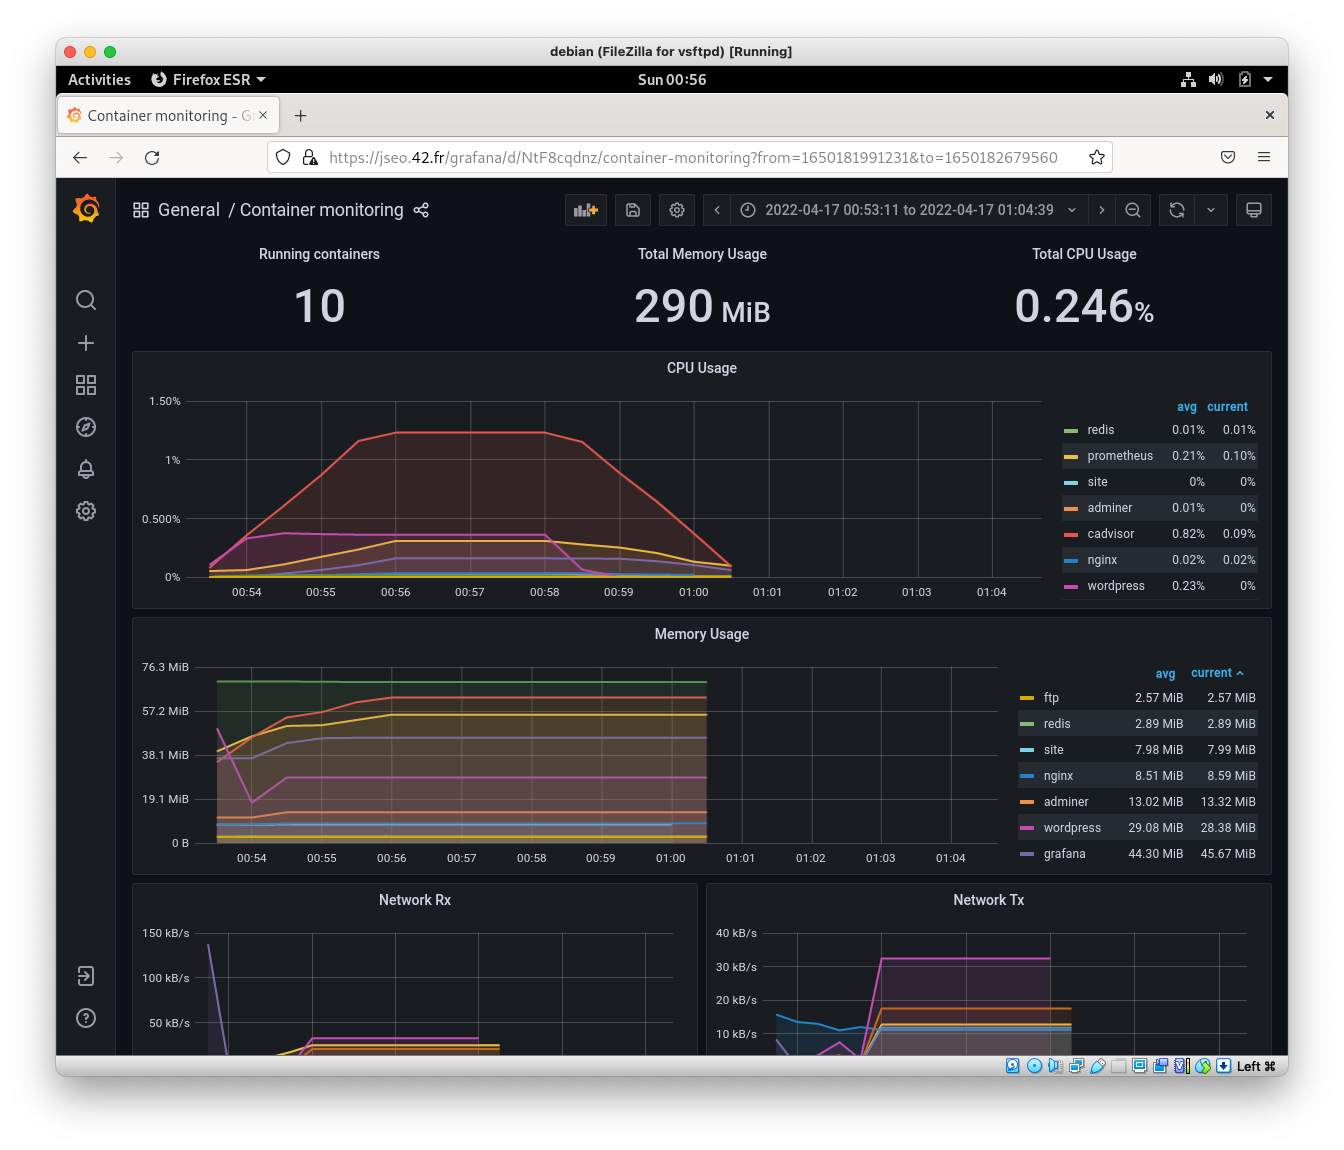 debian (FileZilla for vsftpd) [Running]
Activities Firefox ESR Sun 00:56
Container monitoring - G
https://jseo.42.fr/grafana/d/NtF8cqdnz/container-monitoring?from=1650181991231&to=1650182679560
General / Container monitoring 2022-04-17 00:53:11 to 2022-04-17 01:04:39
Running containers Total Memory Usage Total CPU Usage
10 290 MiB 0.246%
CPU Usage
1.50%
1%
0.500%
0%
00:54 00:55 00:56 00:57 00:58 00:59 01:00 01:01 01:02 01:03 01:04
avg current
redis 0.01% 0.01%
prometheus 0.21% 0.10%
site 0% 0%
adminer 0.01% 0%
cadvisor 0.82% 0.09%
nginx 0.02% 0.02%
wordpress 0.23% 0%
Memory Usage
76.3 MiB
57.2 MiB
38.1 MiB
19.1 MiB
0 B
00:54 00:55 00:56 00:57 00:58 00:59 01:00 01:01 01:02 01:03 01:04
avg current
ftp 2.57 MiB 2.57 MiB
redis 2.89 MiB 2.89 MiB
site 7.98 MiB 7.99 MiB
nginx 8.51 MiB 8.59 MiB
adminer 13.02 MiB 13.32 MiB
wordpress 29.08 MiB 28.38 MiB
grafana 44.30 MiB 45.67 MiB
Network Rx
150 kB/s
100 kB/s
50 kB/s
Network Tx
40 kB/s
30 kB/s
20 kB/s
10 kB/s
Left ⌘